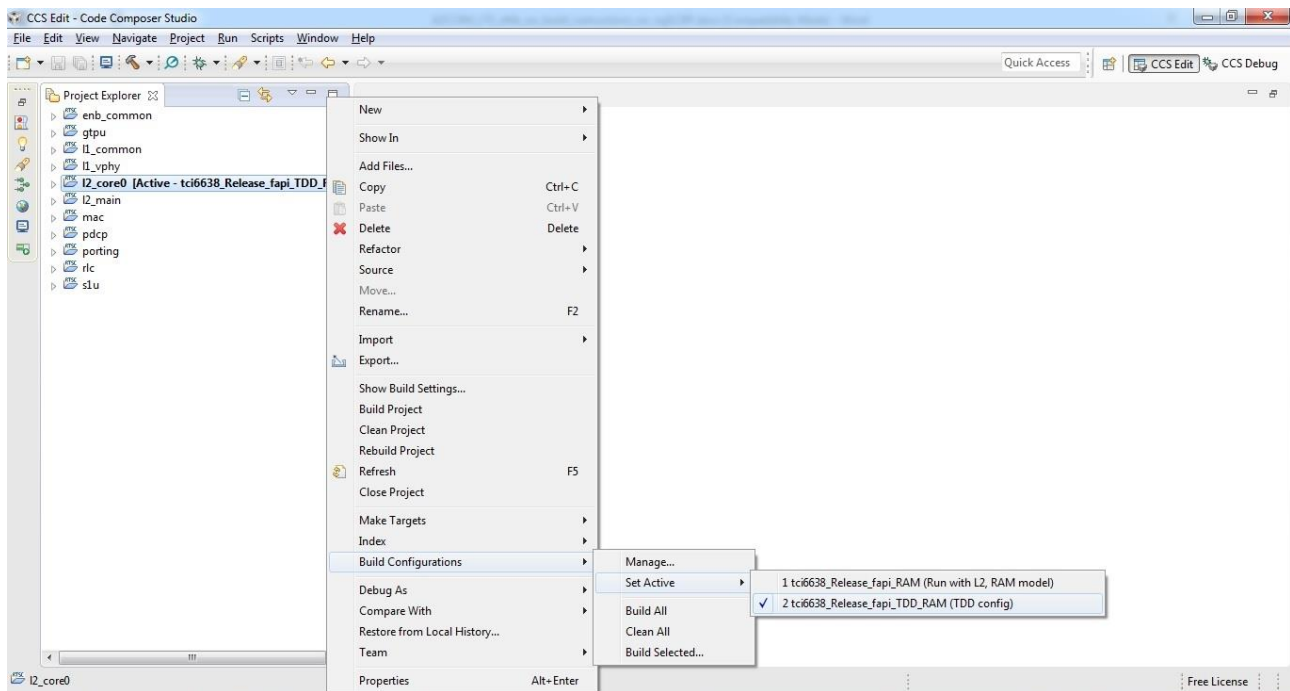 CCS Edit - Code Composer Studio
File Edit View Navigate Project Run Scripts Window Help
Quick Access CCS Edit CCS Debug
Project Explorer
enb_common
gtpu
l1_common
l1_vphy
l2_core0 [Active - tci6638_Release_fapi_TDD_
l2_main
mac
pdcp
porting
rlc
s1u
New
Show In
Add Files...
Copy Ctrl+C
Paste Ctrl+V
Delete Delete
Refactor
Source
Move...
Rename... F2
Import
Export...
Show Build Settings...
Build Project
Clean Project
Rebuild Project
Refresh F5
Close Project
Make Targets
Index
Build Configurations
Debug As
Compare With
Restore from Local History...
Team
Properties Alt+Enter
Manage...
Set Active
Build All
Clean All
Build Selected...
1 tci6638_Release_fapi_RAM (Run with L2, RAM model)
2 tci6638_Release_fapi_TDD_RAM (TDD config)
l2_core0
Free License